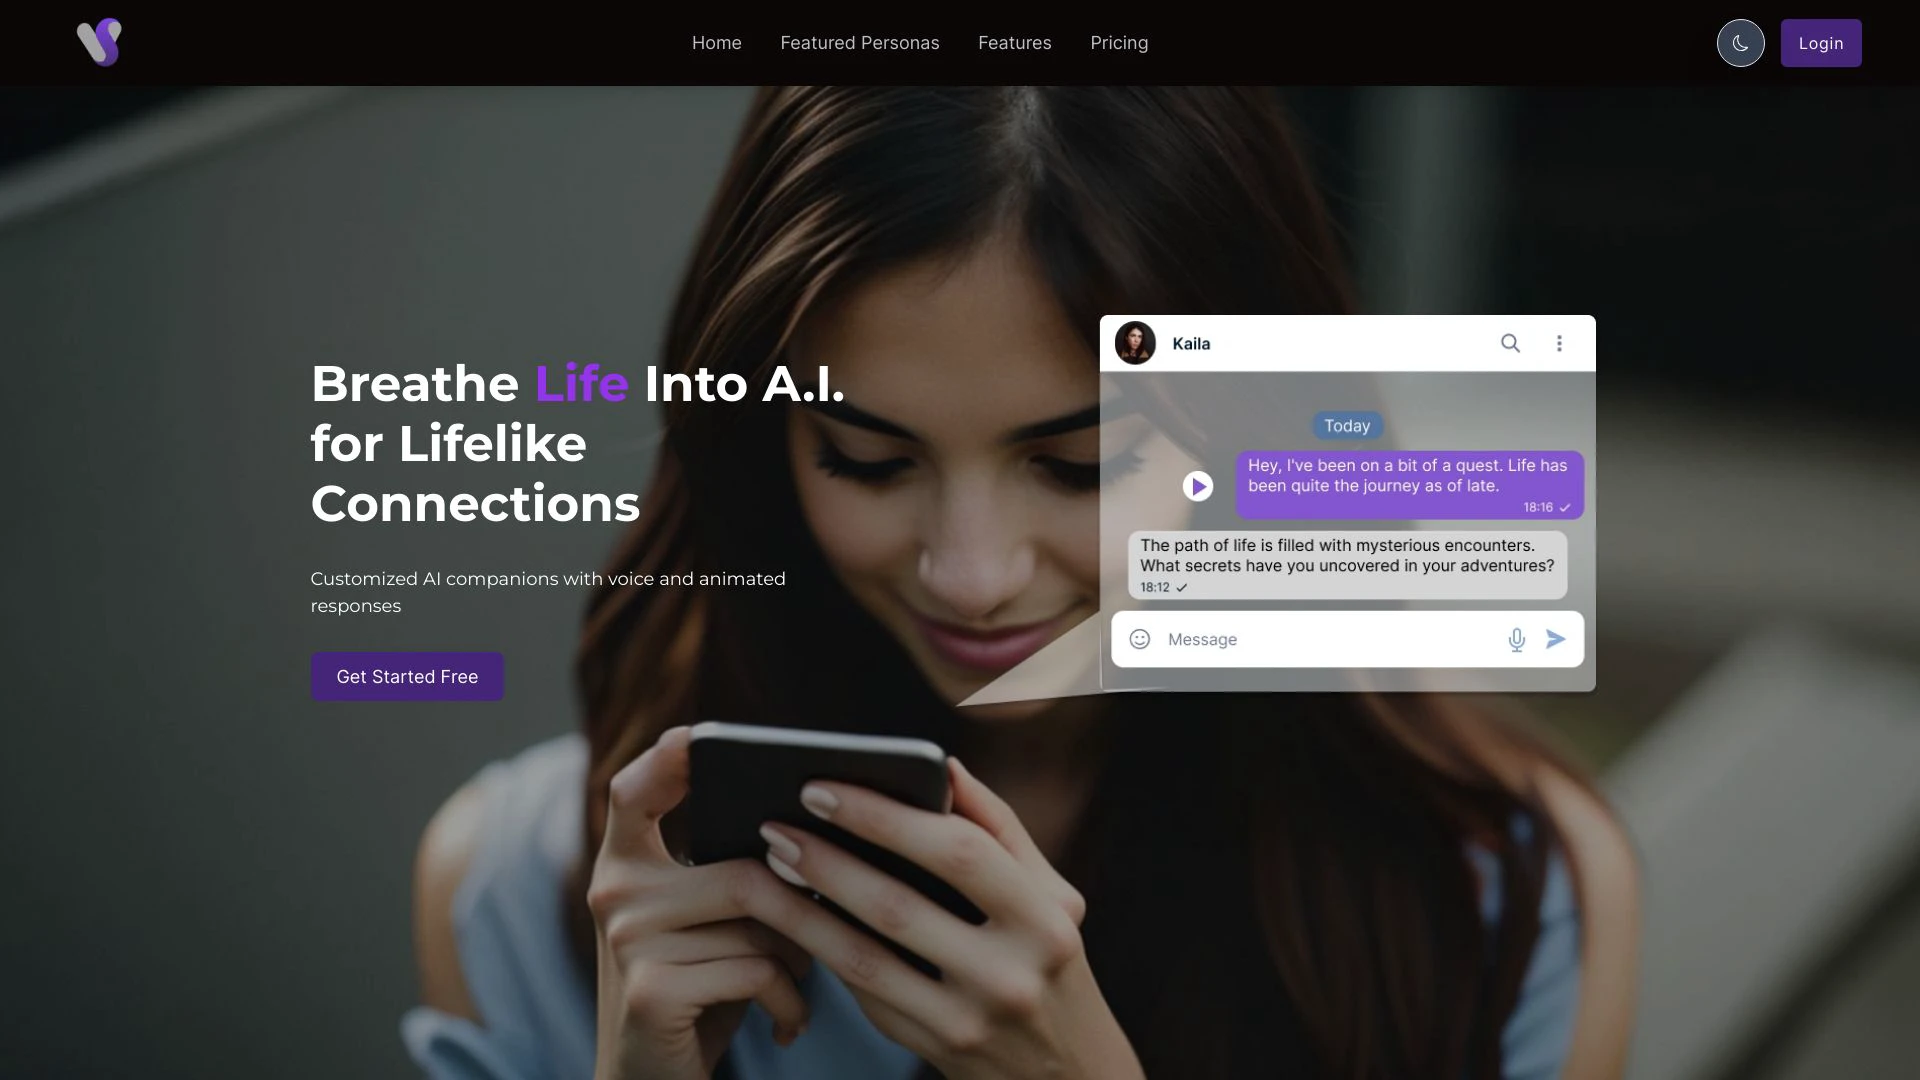 Home
Featured Personas
Features
Pricing
Login
Breathe Life Into A.I.
for Lifelike
Connections
Customized AI companions with voice and animated
responses
Get Started Free
Kaila
Today
Hey, I've been on a bit of a quest. Life has
been quite the journey as of late.
18:16
The path of life is filled with mysterious encounters.
What secrets have you uncovered in your adventures?
18:12
Message